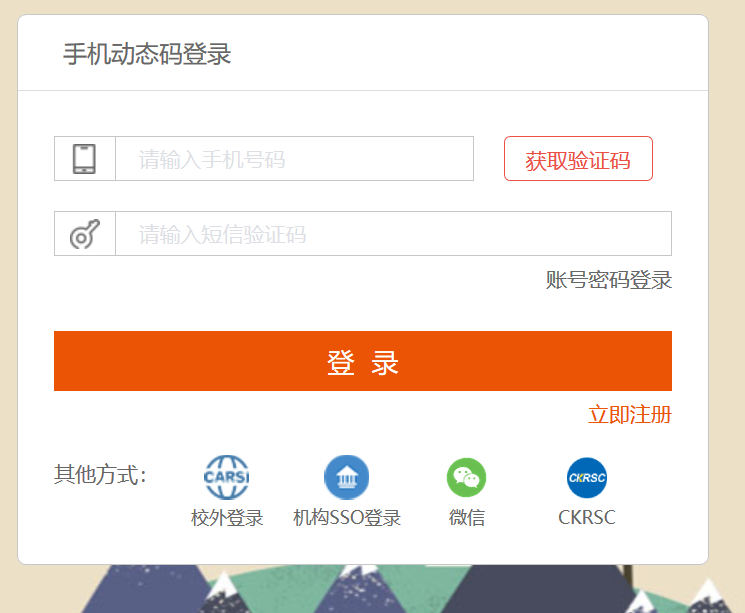 手机动态码登录
请输入手机号码 获取验证码
请输入短信验证码
账号密码登录
登 录
立即注册
其他方式：
CARSI CKRSC
校外登录 机构SSO登录 微信 CKRSC